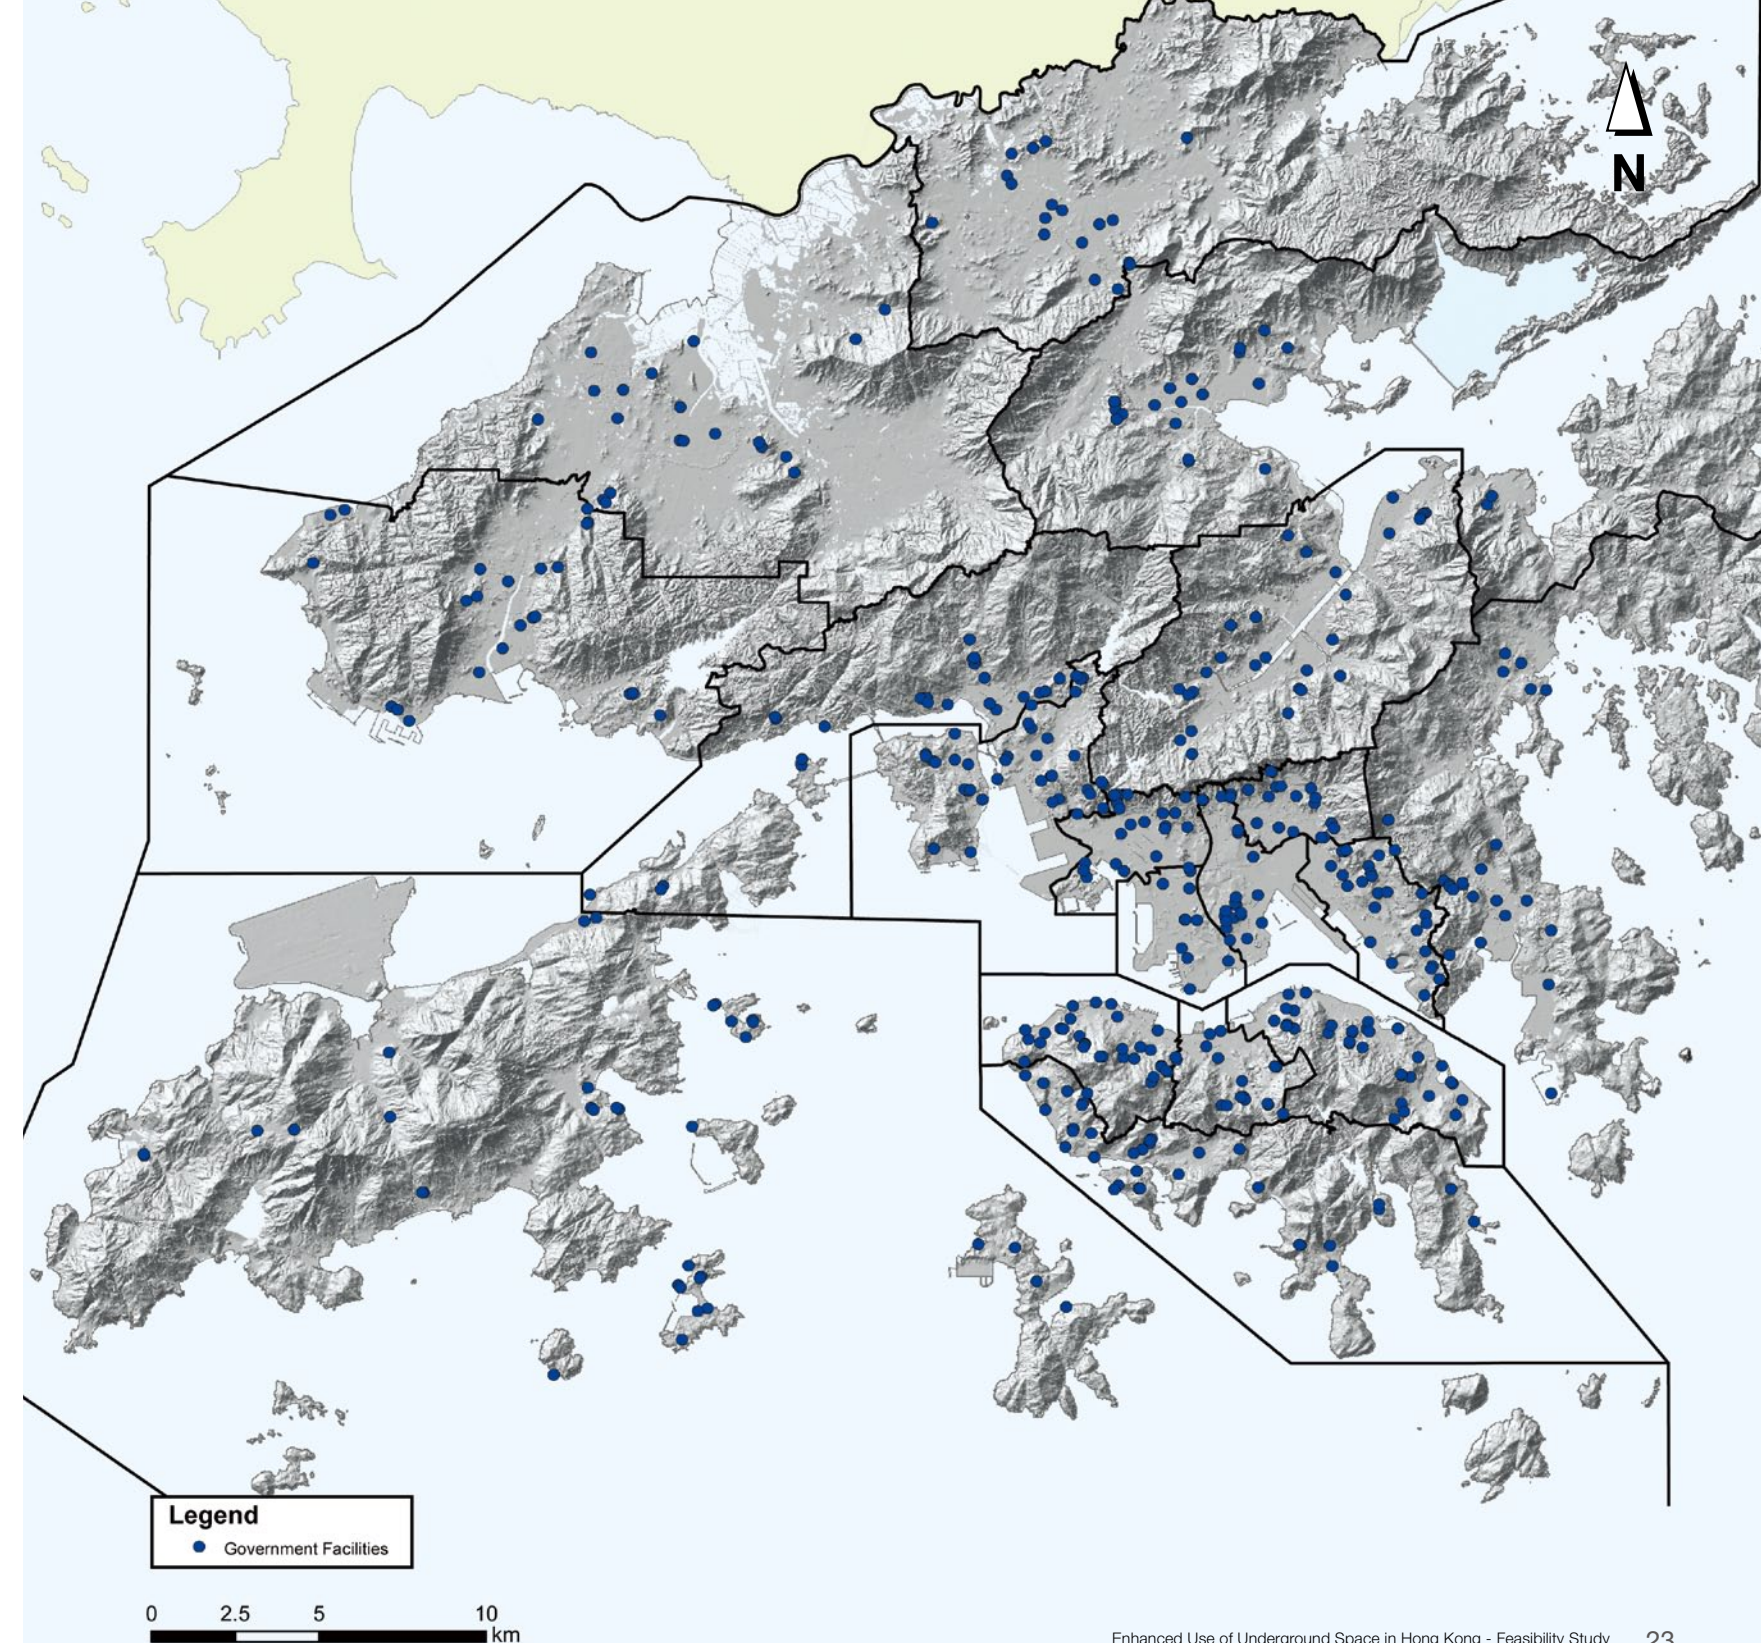 N
Legend
Government Facilities
0 2.5 5 10
km
Enhanced Use of Underground Space in Hong Kong - Feasibility Study 23